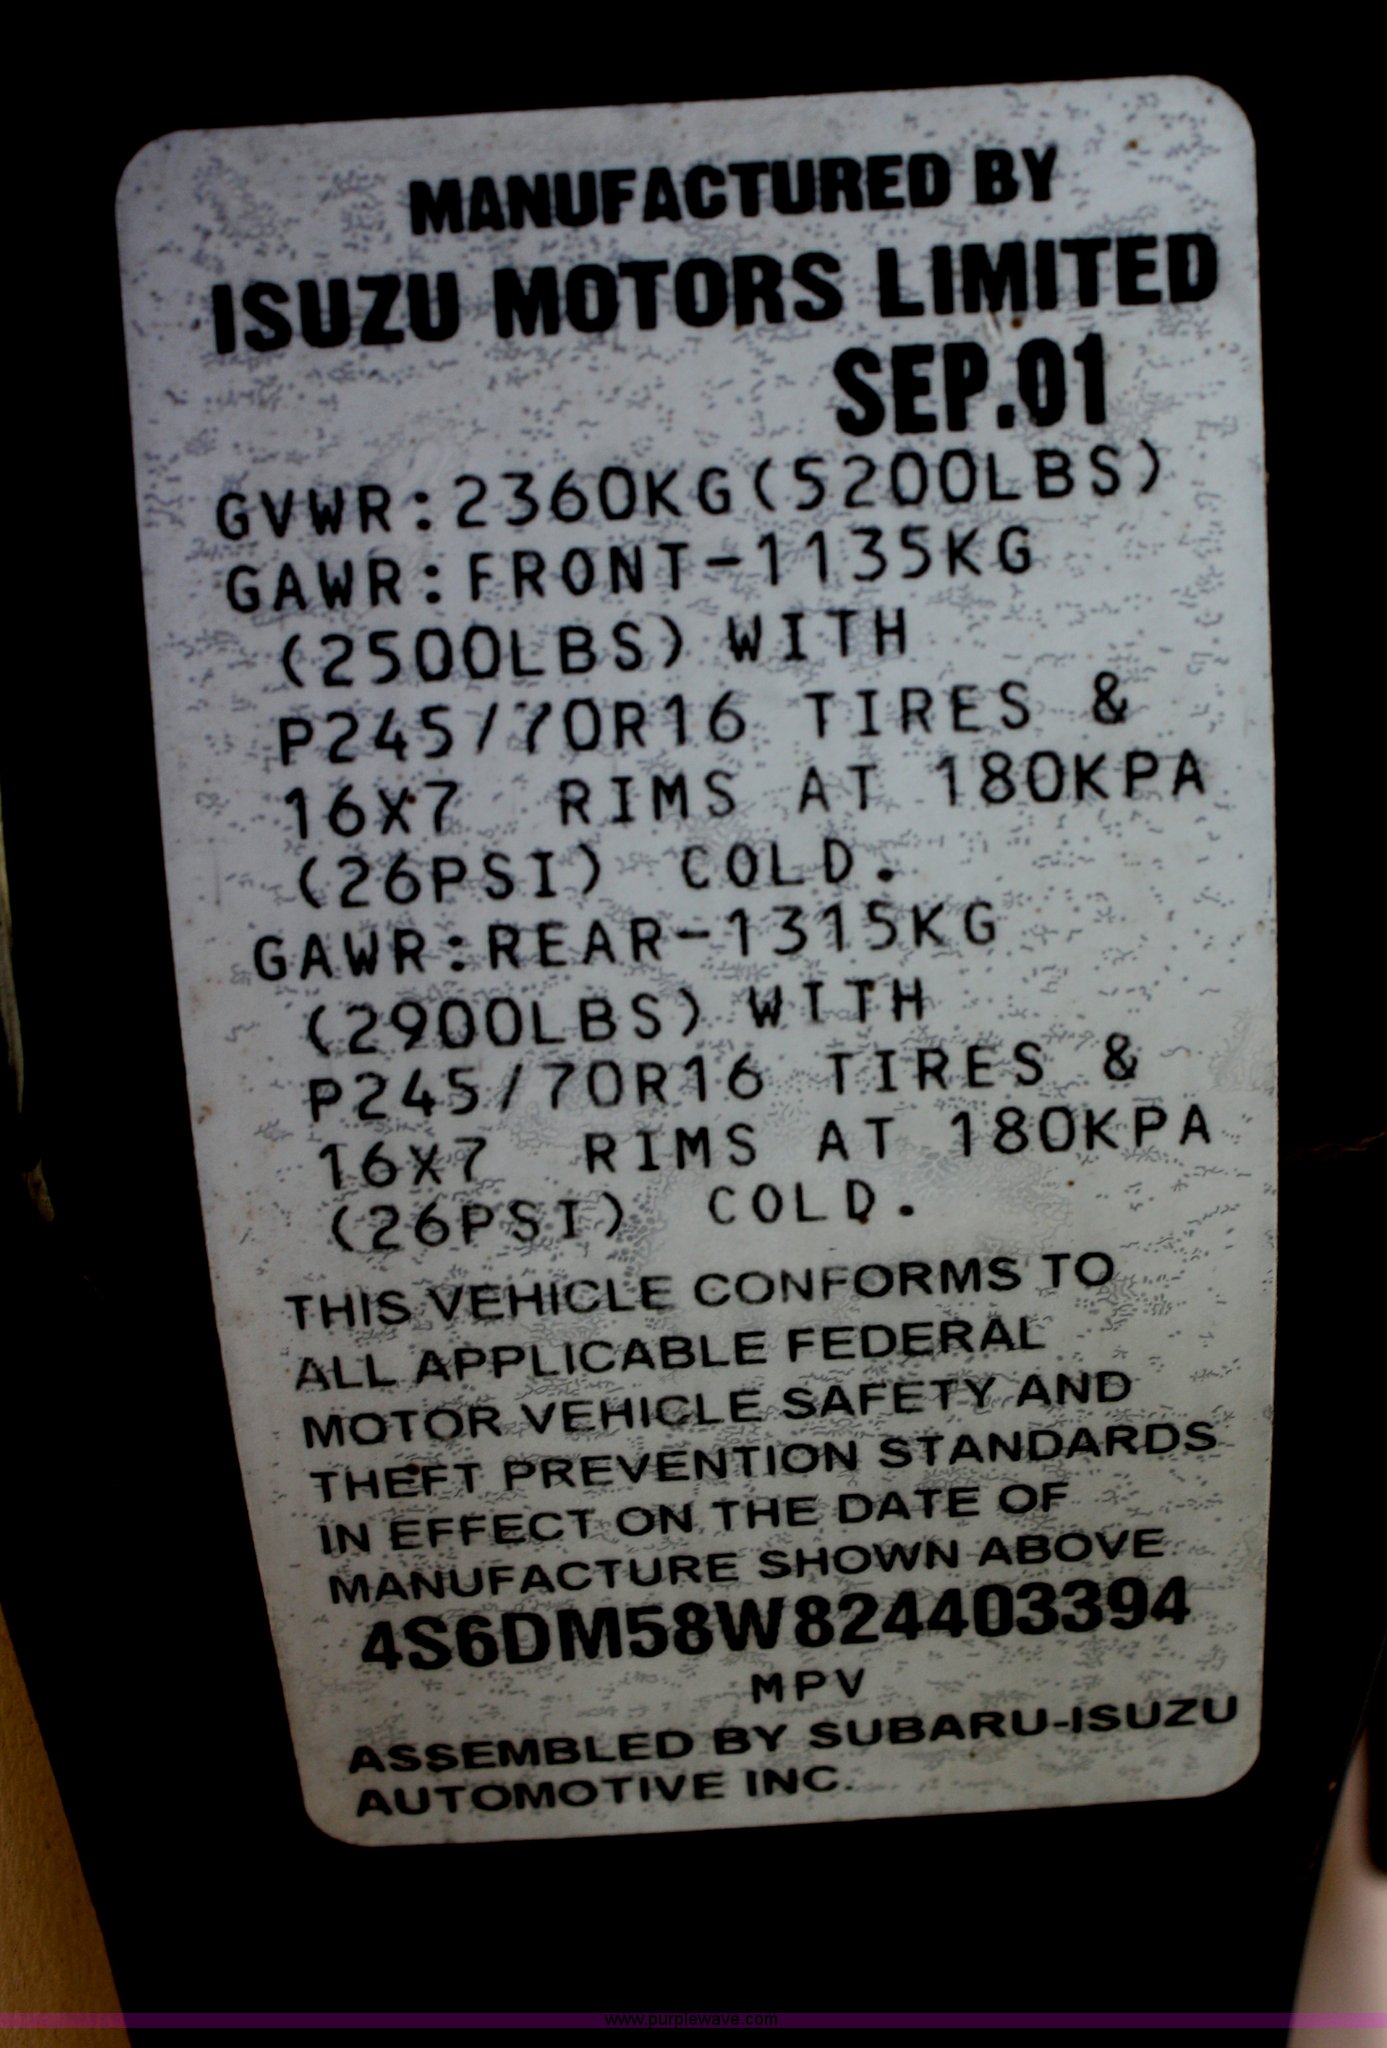 MANUFACTURED BY
ISUZU MOTORS LIMITED
SEP.01
GVWR:2360KG(5200LBS)
GAWR:FRONT-1135KG
(2500LBS) WITH
P245/70R16 TIRES &
16X7 RIMS AT 180KPA
(26PSI) COLD.
GAWR:REAR-1315KG
(2900LBS) WITH
P245/70R16 TIRES &
16X7 RIMS AT 180KPA
(26PSI) COLD.
THIS VEHICLE CONFORMS TO
ALL APPLICABLE FEDERAL
MOTOR VEHICLE SAFETY AND
THEFT PREVENTION STANDARDS
IN EFFECT ON THE DATE OF
MANUFACTURE SHOWN ABOVE
4S6DM58W824403394
MPV
ASSEMBLED BY SUBARU-ISUZU
AUTOMOTIVE INC.
www.purplewave.com